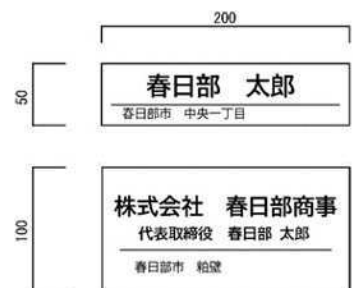 200
50
春日部　太郎
春日部市　中央一丁目
100
株式会社　春日部商事
代表取締役　春日部 太郎
春日部市　粕壁